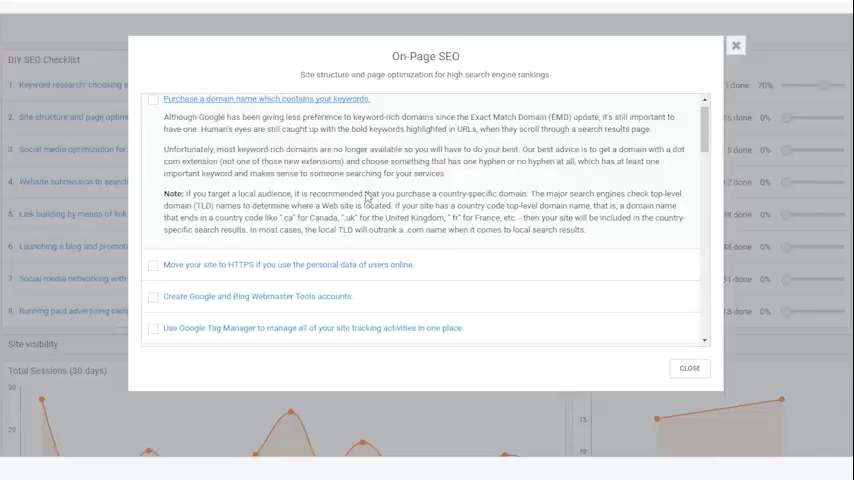 On-Page SEO
Site structure and page optimization for high search engine rankings.
Purchase a domain name which contains your keywords.
Although Google has been giving less preference to keyword-rich domains since the Exact Match Domain (EMD) update, it's still important to
have one. Human's eyes are still caught up with the bold keywords highlighted in URLs, when they scroll through a search results page.
Unfortunately, most keyword-rich domains are no longer available so you will have to do your best. Our best advice is to get a domain with a dot
com extension (not one of those new extensions) and choose something that has one hyphen or no hyphen at all, which has at least one
important keyword and makes sense to someone searching for your services.
Note: If you target a local audience, it is recommended that you purchase a country-specific domain. The major search engines check top-level
domain (TLD) names to determine where a Web site is located. If your site has a country code top-level domain name, that is, a domain name
that ends in a country code like ".ca" for Canada, ".uk" for the United Kingdom, ".fr" for France, etc. - then your site will be included in the country-
specific search results. In most cases, the local TLD will outrank a .com name when it comes to local search results.
Move your site to HTTPS if you use the personal data of users online.
Create Google and Bing Webmaster Tools accounts.
Use Google Tag Manager to manage all of your site tracking activities in one place.
CLOSE
DIY SEO Checklist
1. Keyword research: choosing
done 70%
2. Site structure and page optim
done 0%
3. Social media optimization for
done 0%
4. Website submission to search
done 0%
5. Link building by means of link
done 0%
6. Launching a blog and promoti
done 0%
7. Social media networking with
done 0%
8. Running paid advertising cam
done 0%
Site visibility
Total Sessions (30 days)
30
20
15
10